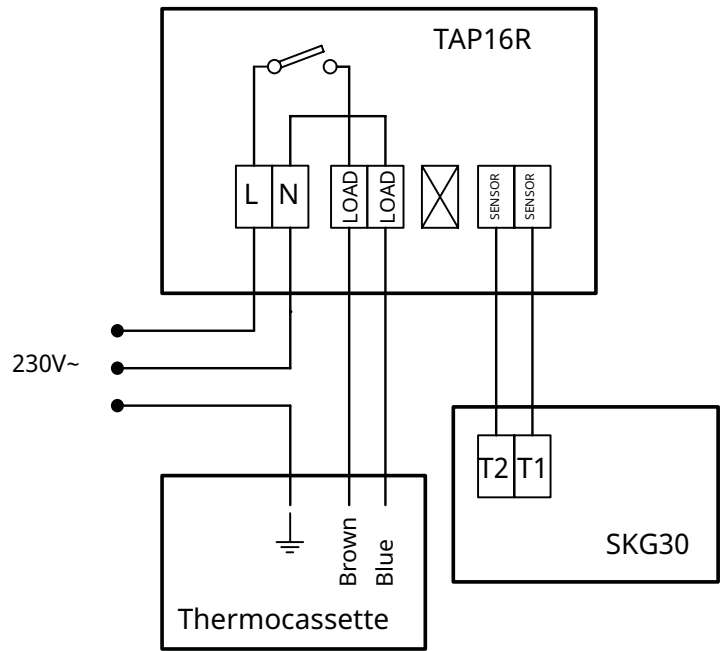 TAP16R
L N LOAD LOAD SENSOR SENSOR
230V~
T2 T1
SKG30
Brown
Blue
Thermocassette